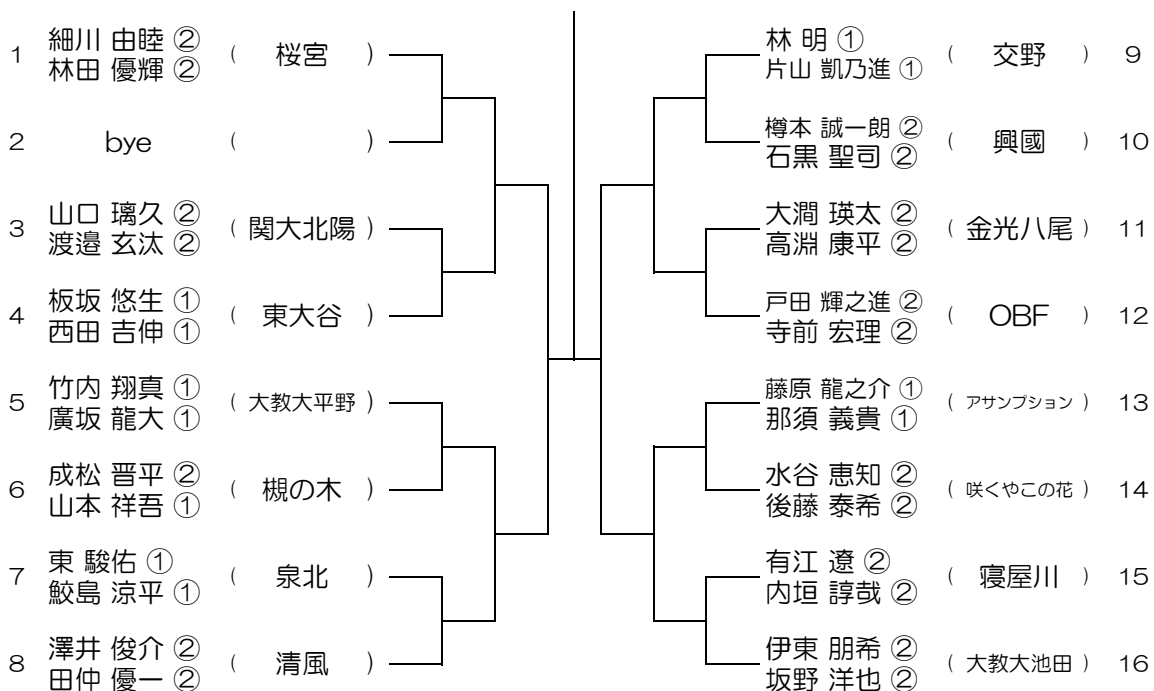 1 細川 由睦 ② ( 桜宮 )
林田 優輝 ②
2 bye ( )
3 山口 璃久 ② ( 関大北陽 )
渡邉 玄汰 ②
4 板坂 悠生 ① ( 東大谷 )
西田 吉伸 ①
5 竹内 翔真 ① ( 大教大平野 )
廣坂 龍大 ①
6 成松 晋平 ② ( 槻の木 )
山本 祥吾 ①
7 東 駿佑 ① ( 泉北 )
鮫島 涼平 ①
8 澤井 俊介 ② ( 清風 )
田仲 優一 ②
林 明 ① ( 交野 ) 9
片山 凱乃進 ①
樽本 誠一朗 ② ( 興國 ) 10
石黒 聖司 ②
大澗 瑛太 ② ( 金光八尾 ) 11
高淵 康平 ②
戸田 輝之進 ② ( OBF ) 12
寺前 宏理 ②
藤原 龍之介 ① ( アサンプション ) 13
那須 義貴 ①
水谷 恵知 ② ( 咲くやこの花 ) 14
後藤 泰希 ②
有江 遼 ② ( 寝屋川 ) 15
内垣 諄哉 ②
伊東 朋希 ② ( 大教大池田 ) 16
坂野 洋也 ②